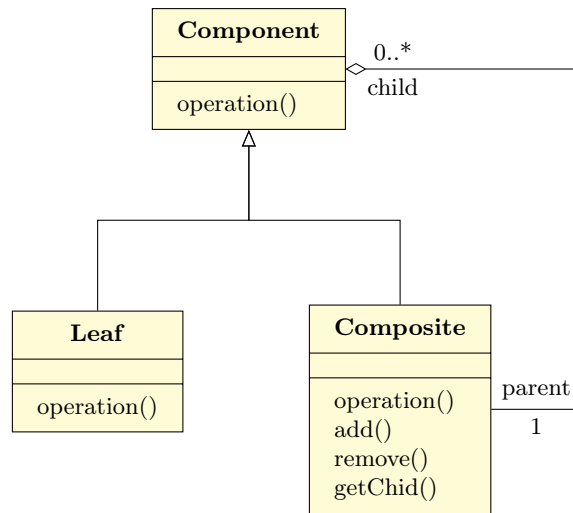 Component
operation()
0..*
child
Leaf
operation()
Composite
operation()
add()
remove()
getChid()
parent
1